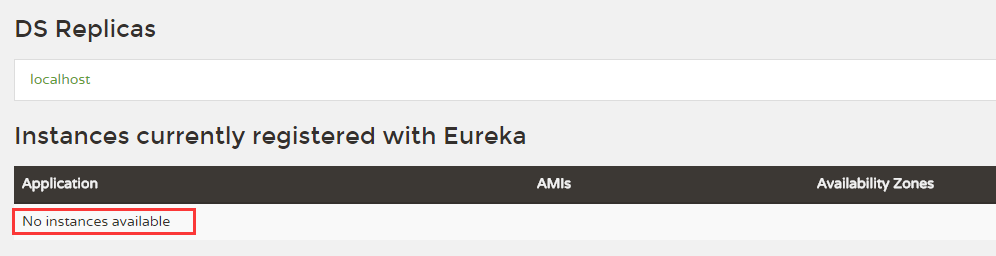 DS Replicas
localhost
Instances currently registered with Eureka
Application AMIs Availability Zones
No instances available